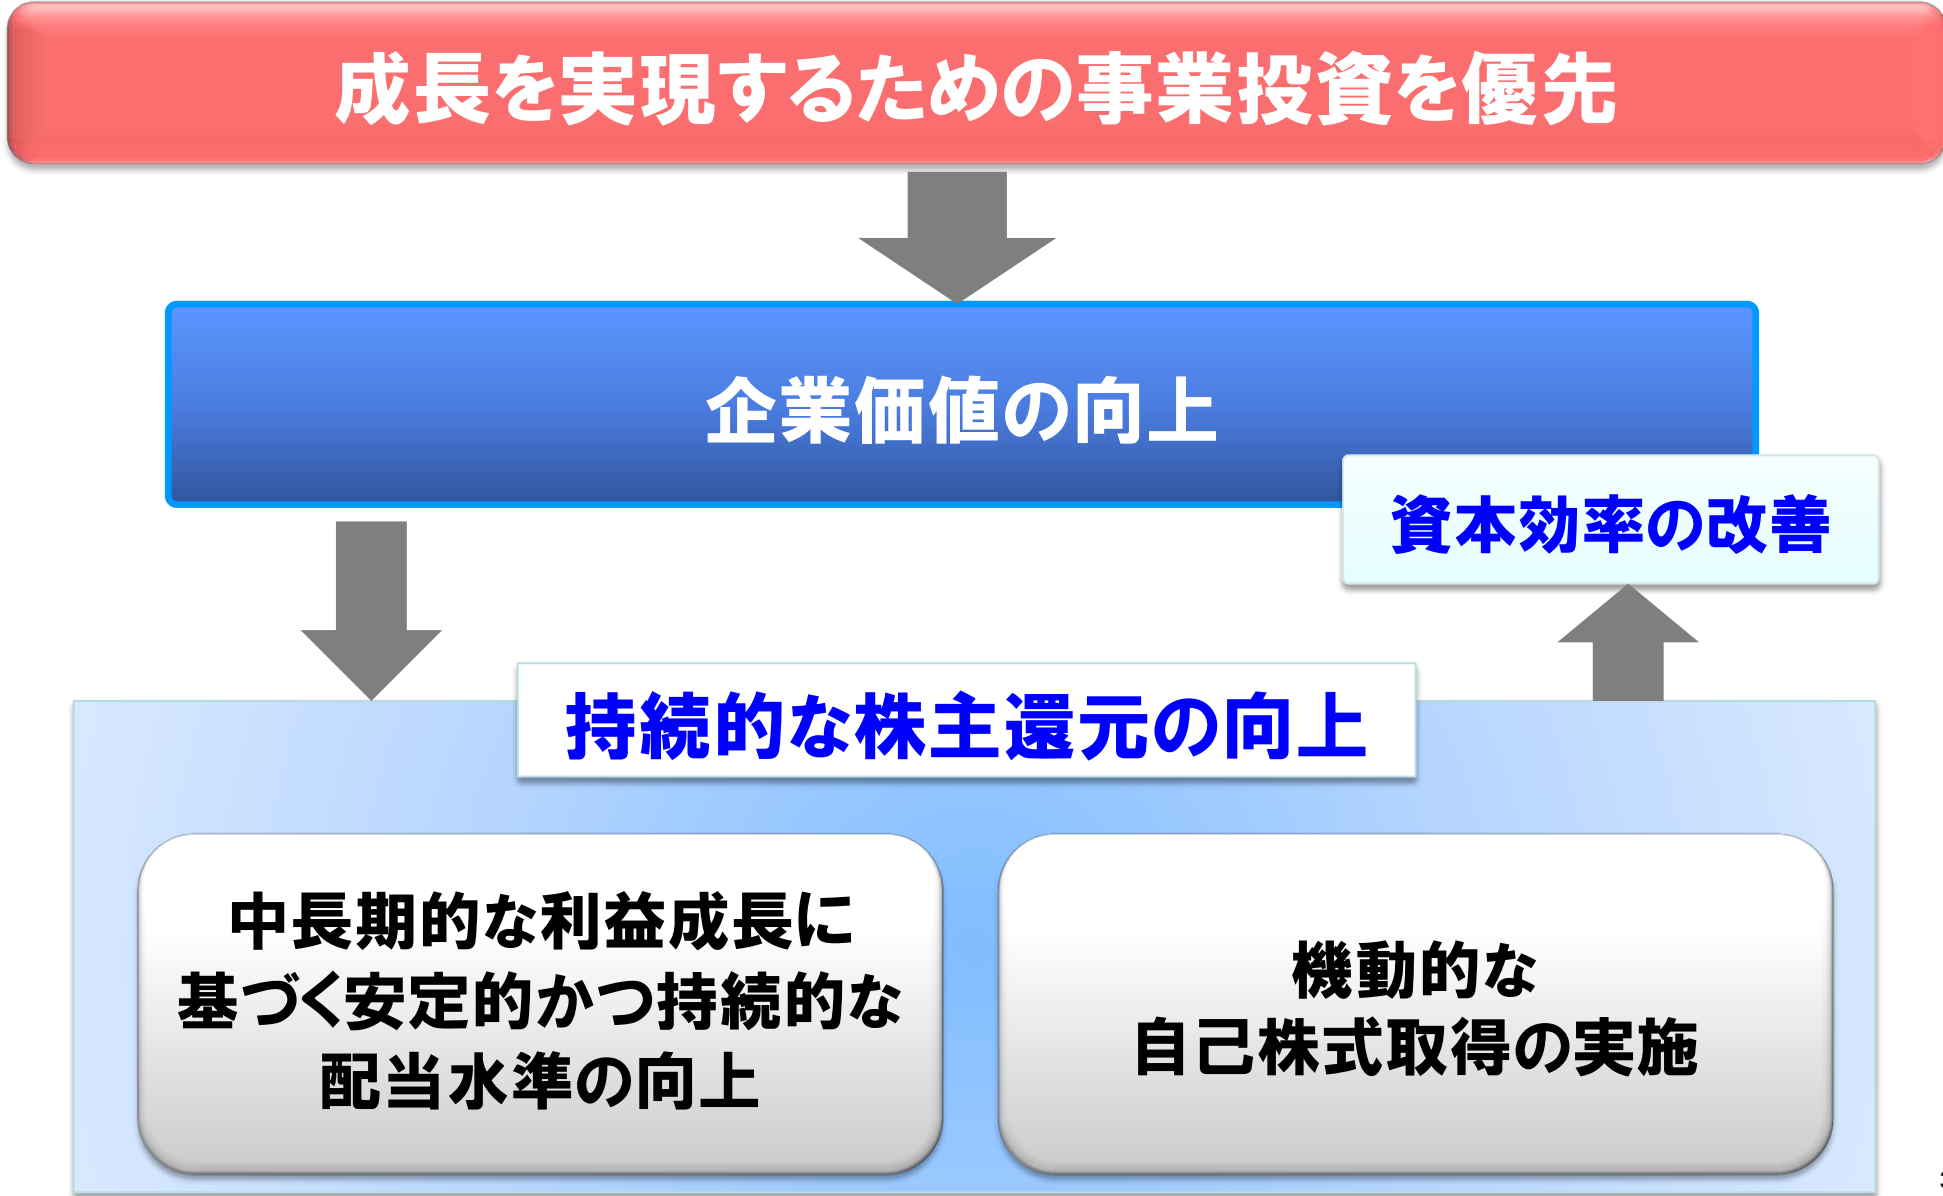 成長を実現するための事業投資を優先
企業価値の向上
資本効率の改善
持続的な株主還元の向上
中長期的な利益成長に
基づく安定的かつ持続的な
配当水準の向上
機動的な
自己株式取得の実施